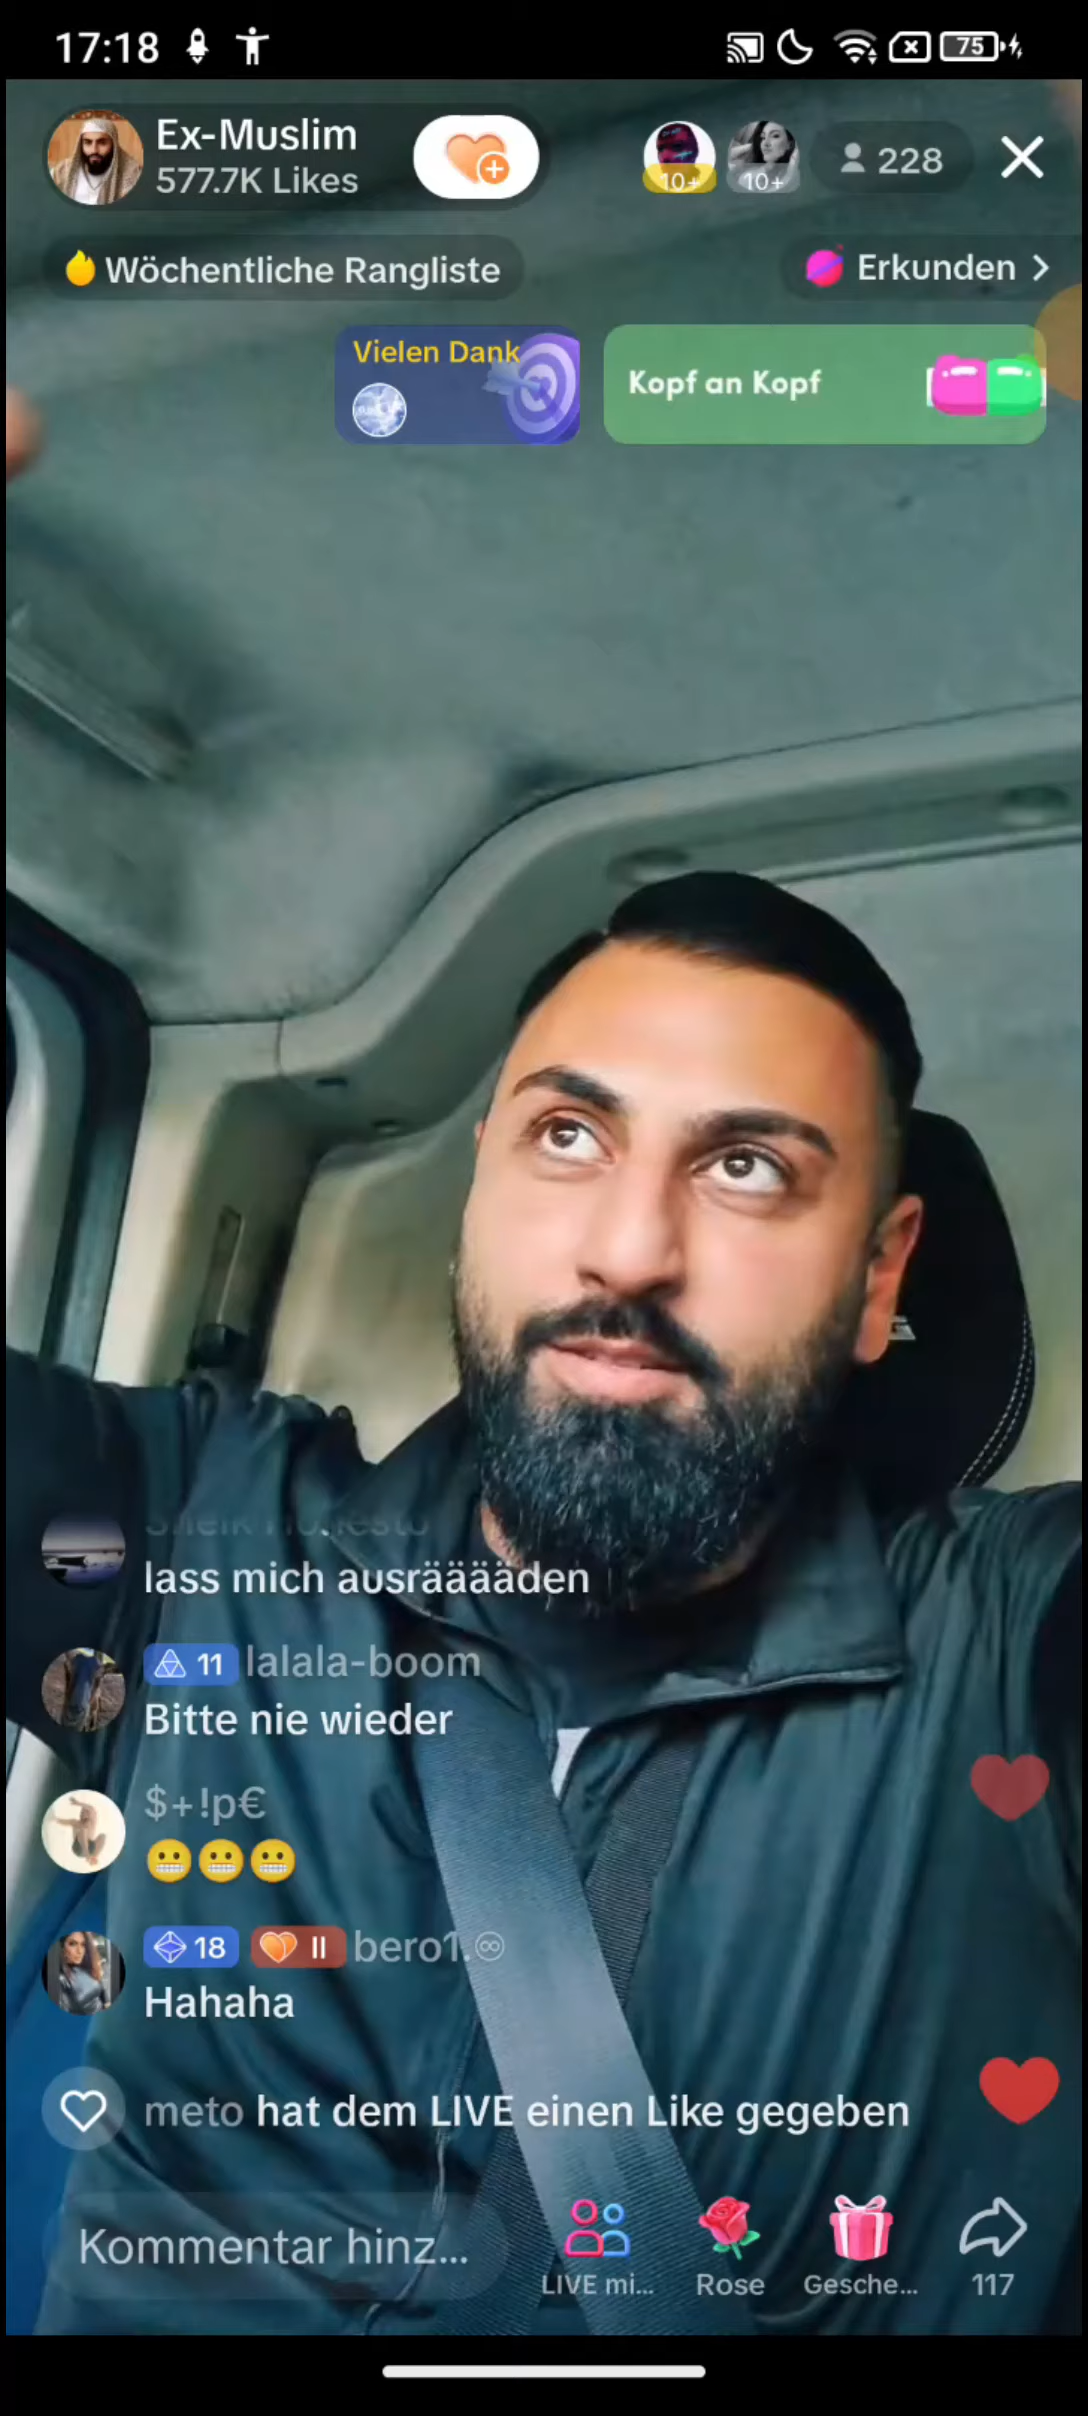 17:18
75
Ex-Muslim
577.7K Likes
10+
10+
228
Wöchentliche Rangliste
Erkunden >
Vielen Dank
Kopf an Kopf
lass mich ausrääääden
11 lalala-boom
Bitte nie wieder
$+!p€
😬😬😬
18 II bero1.♾
Hahaha
meto hat dem LIVE einen Like gegeben
Kommentar hinz...
LIVE mi...
Rose
Gesche...
117